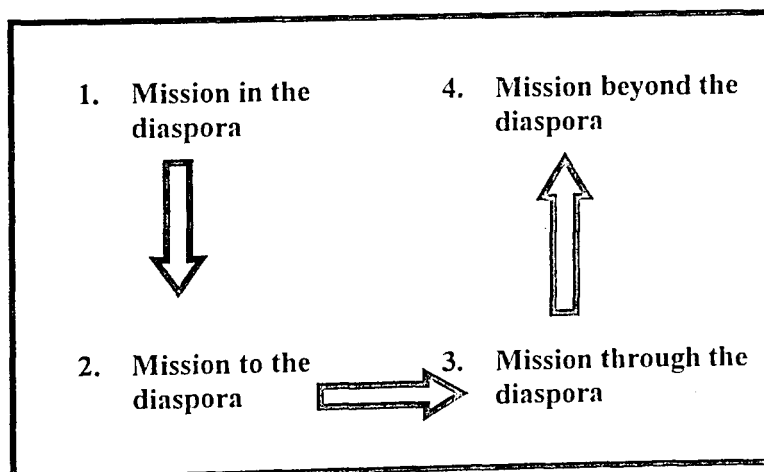 1. Mission in the
diaspora
2. Mission to the
diaspora
3. Mission through the
diaspora
4. Mission beyond the
diaspora